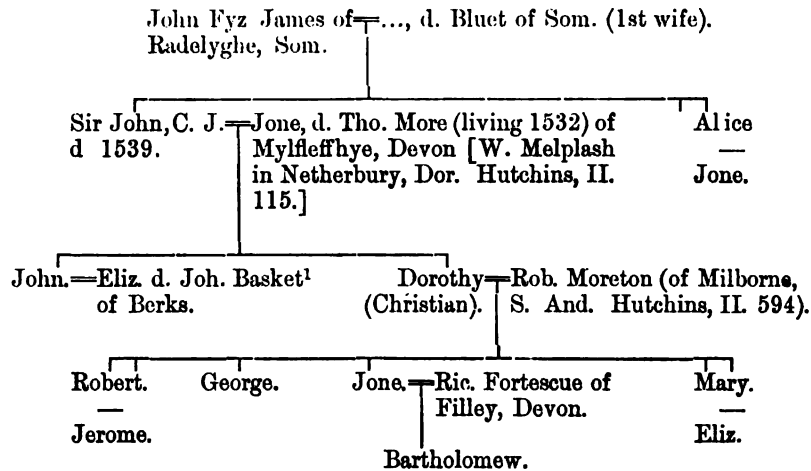 John Fyz James of ═ ..., d. Bluet of Som. (1st wife).
Radelyghe, Som.
Sir John, C. J. ═ Jone, d. Tho. More (living 1532) of
d 1539.
Mylfleffhye, Devon [W. Melplash
in Netherbury, Dor. Hutchins, II.
115.]
Alice
—
Jone.
John. ═ Eliz. d. Joh. Basket¹
of Berks.
Dorothy ═ Rob. Moreton (of Milborne,
(Christian). S. And. Hutchins, II. 594).
Robert.
—
Jerome.
George.
Jone. ═ Ric. Fortescue of
Filley, Devon.
Bartholomew.
Mary.
—
Eliz.